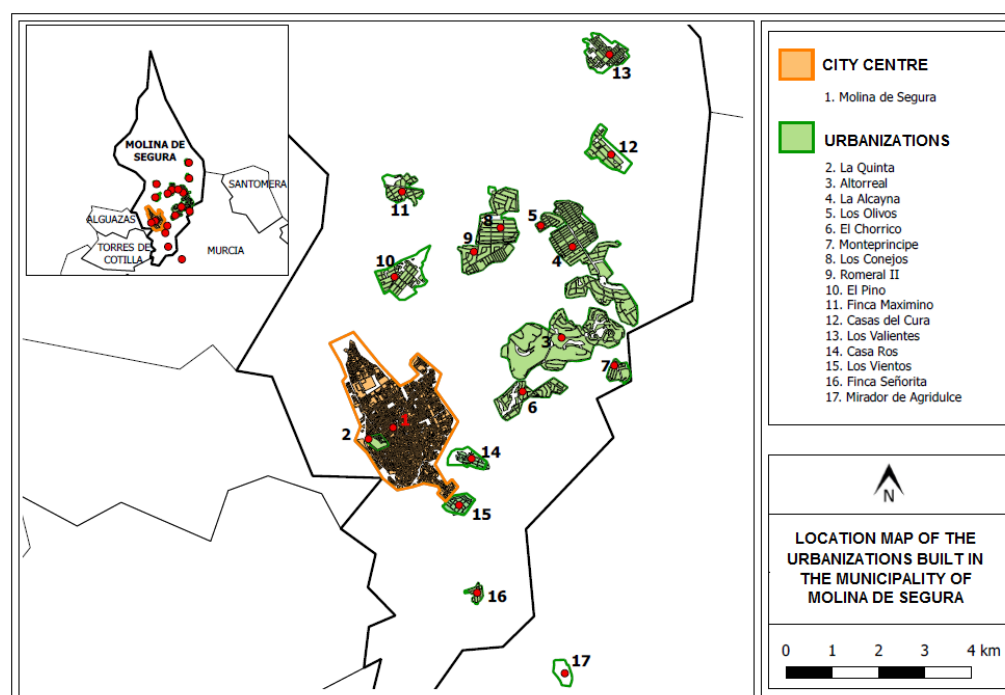 MOLINA DE
SEGURA
SANTOMERA
ALGUAZAS
TORRES DE
COTILLA
MURCIA
13
12
11
8
5
9
4
10
3
7
6
1
2
14
15
16
17
CITY CENTRE
1. Molina de Segura
URBANIZATIONS
2. La Quinta
3. Altorreal
4. La Alcayna
5. Los Olivos
6. El Chorrico
7. Monteprincipe
8. Los Conejos
9. Romeral II
10. El Pino
11. Finca Maximino
12. Casas del Cura
13. Los Valientes
14. Casa Ros
15. Los Vientos
16. Finca Señorita
17. Mirador de Agridulce
N
LOCATION MAP OF THE
URBANIZATIONS BUILT IN
THE MUNICIPALITY OF
MOLINA DE SEGURA
0 1 2 3 4 km